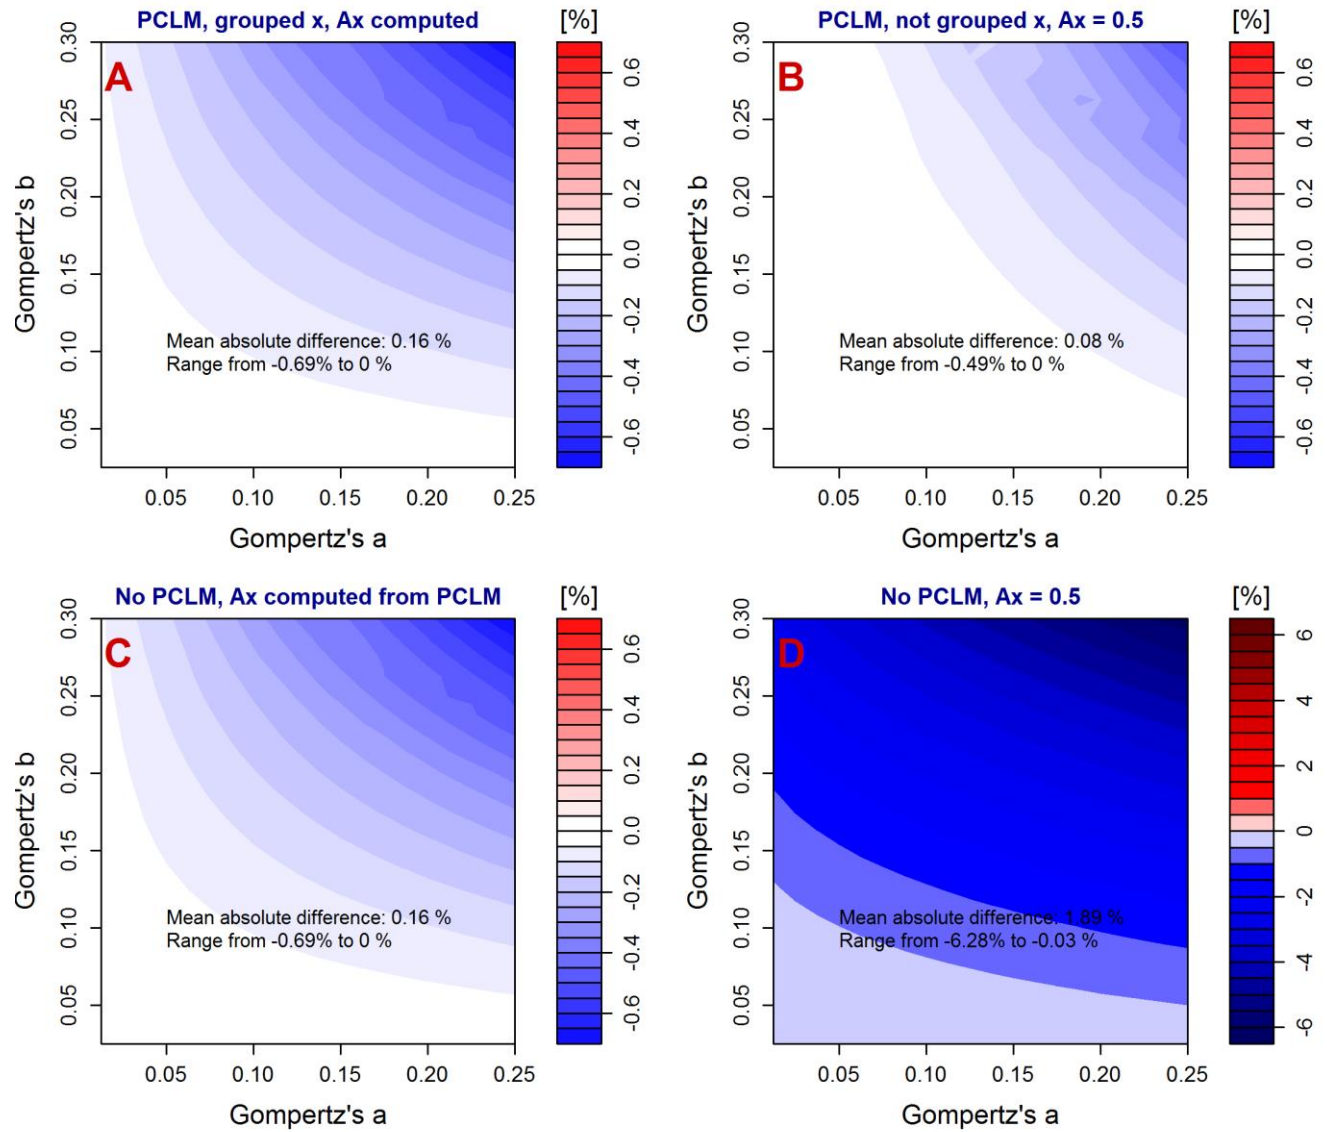 PCLM, grouped x, Ax computed
[%]
A
Gompertz's b
0.30
0.25
0.20
0.15
0.10
0.05
Mean absolute difference: 0.16 %
Range from -0.69% to 0 %
0.05 0.10 0.15 0.20 0.25
Gompertz's a
0.6
0.4
0.2
0.0
-0.2
-0.4
-0.6
PCLM, not grouped x, Ax = 0.5
[%]
B
Gompertz's b
0.30
0.25
0.20
0.15
0.10
0.05
Mean absolute difference: 0.08 %
Range from -0.49% to 0 %
0.05 0.10 0.15 0.20 0.25
Gompertz's a
0.6
0.4
0.2
0.0
-0.2
-0.4
-0.6
No PCLM, Ax computed from PCLM
[%]
C
Gompertz's b
0.30
0.25
0.20
0.15
0.10
0.05
Mean absolute difference: 0.16 %
Range from -0.69% to 0 %
0.05 0.10 0.15 0.20 0.25
Gompertz's a
0.6
0.4
0.2
0.0
-0.2
-0.4
-0.6
No PCLM, Ax = 0.5
[%]
D
Gompertz's b
0.30
0.25
0.20
0.15
0.10
0.05
Mean absolute difference: 1.89 %
Range from -6.28% to -0.03 %
0.05 0.10 0.15 0.20 0.25
Gompertz's a
6
4
2
0
-2
-4
-6